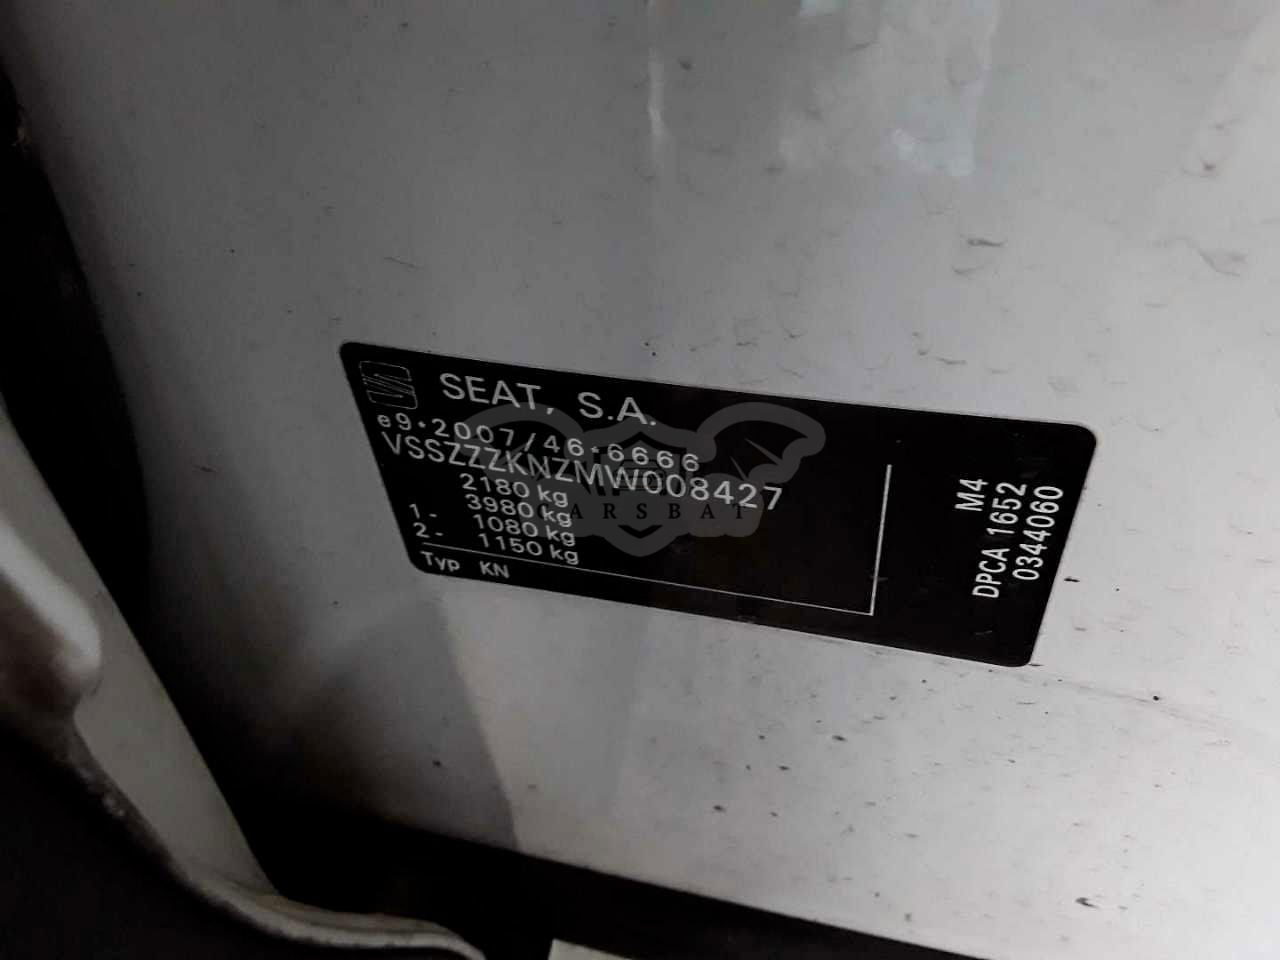 SEAT, S.A.
e9*2007/46*6666
VSSZZZKNZMW008427
2180 kg
3980 kg
1- 1080 kg
2- 1150 kg
Typ KN
M4
DPCA 1652
0344060
CARSBAT